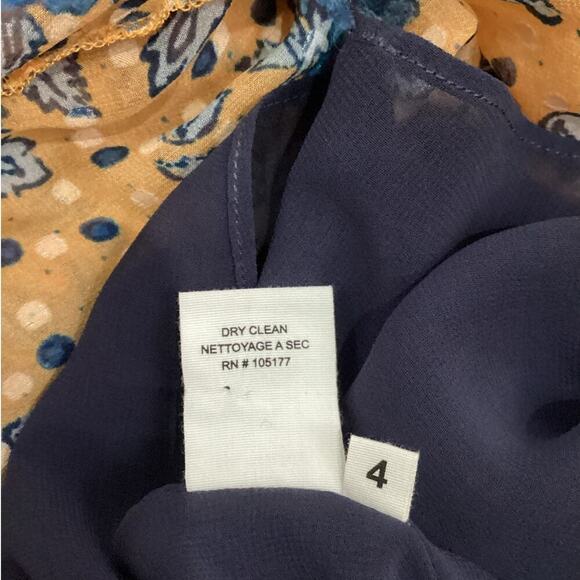 DRY CLEAN
NETTOYAGE A SEC
RN # 105177
4